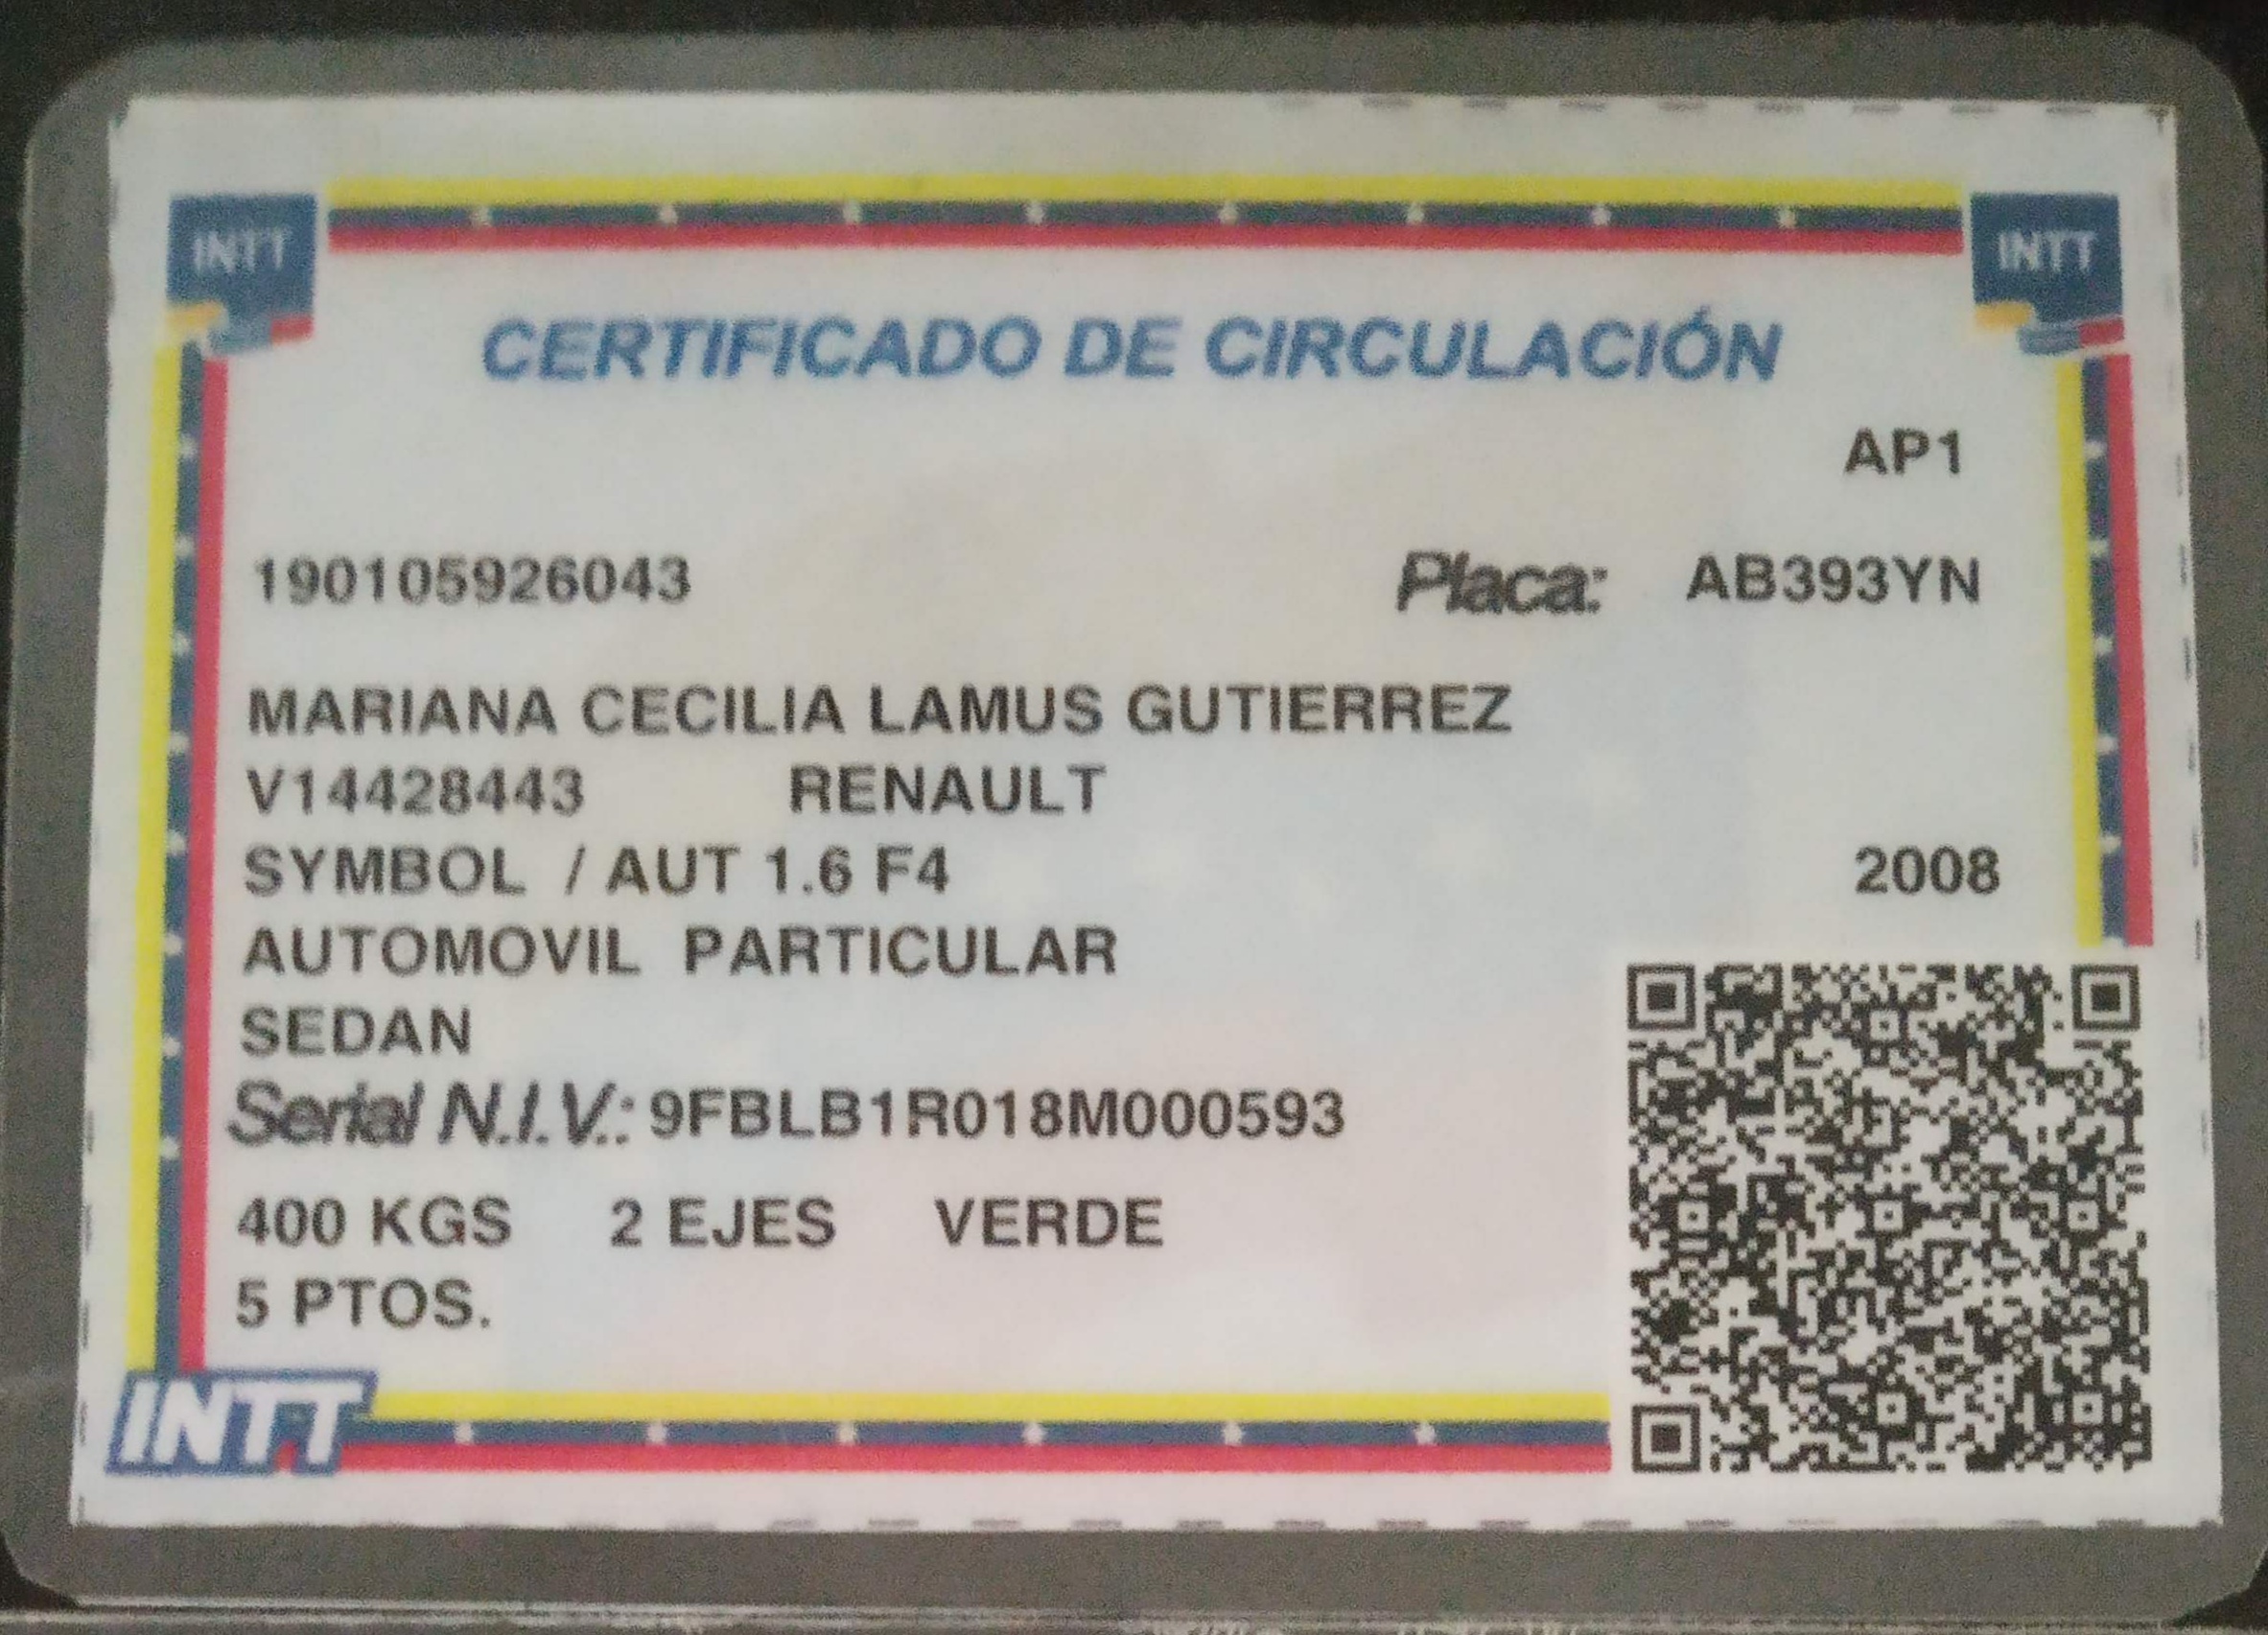 INTT
INTT
CERTIFICADO DE CIRCULACIÓN
AP1
190105926043 Placa: AB393YN
MARIANA CECILIA LAMUS GUTIERREZ
V14428443 RENAULT
SYMBOL / AUT 1.6 F4 2008
AUTOMOVIL PARTICULAR
SEDAN
Serial N.I.V.: 9FBLB1R018M000593
400 KGS 2 EJES VERDE
5 PTOS.
INTT